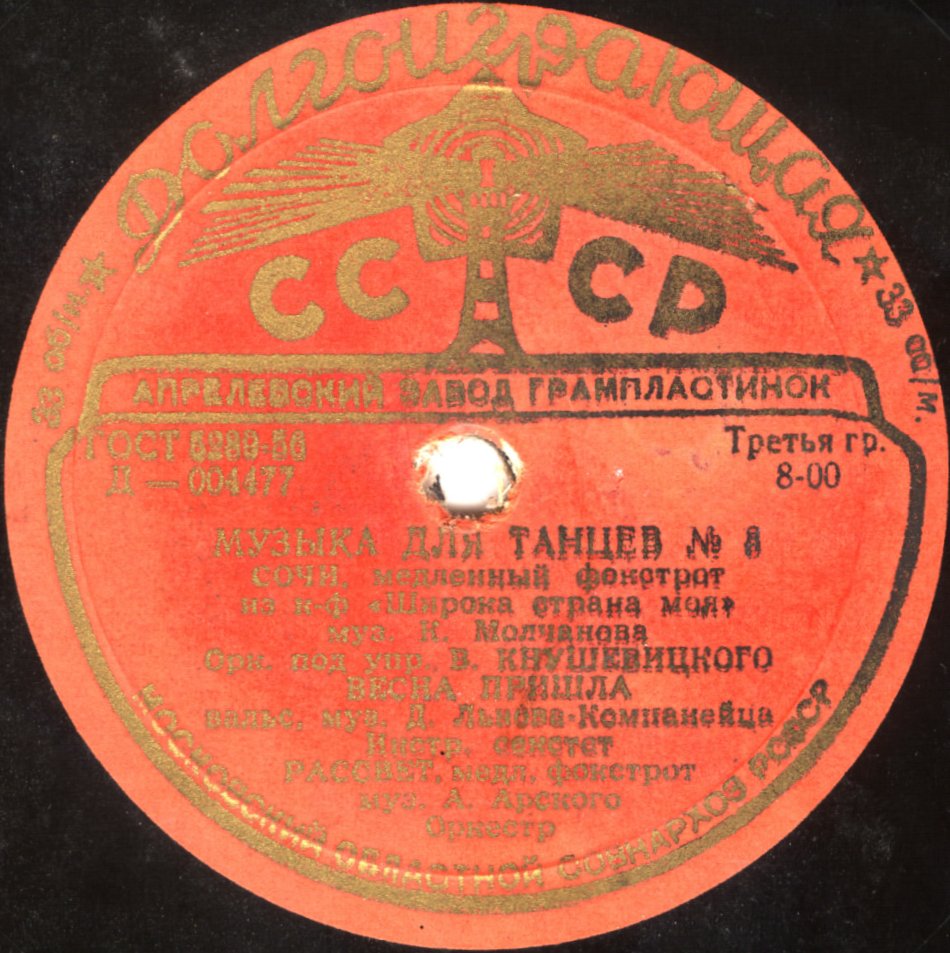 Долгоиграющая
33 об/м.
33 об/м.
СССР
АПРЕЛЕВСКИЙ ЗАВОД ГРАМПЛАСТИНОК
ГОСТ 5289-56
Третья гр.
Д — 004477
8-00
МУЗЫКА ДЛЯ ТАНЦЕВ № 8
СОЧИ, медленный фокстрот
из к-ф «Широка страна моя»
муз. К. Молчанова
Орк. под упр. В. КНУШЕВИЦКОГО
ВЕСНА ПРИШЛА
вальс, муз. Д. Львова-Компанейца
Инстр. секстет
РАССВЕТ, медл. фокстрот
муз. А. Арского
Оркестр
МОСКОВСКИЙ ОБЛАСТНОЙ СОВНАРХОЗ РСФСР